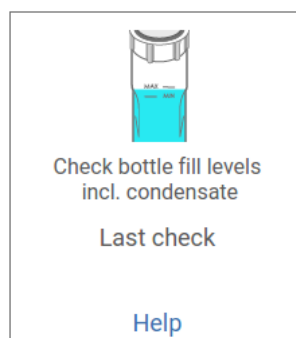 MAX
MIN
Check bottle fill levels
incl. condensate
Last check
Help